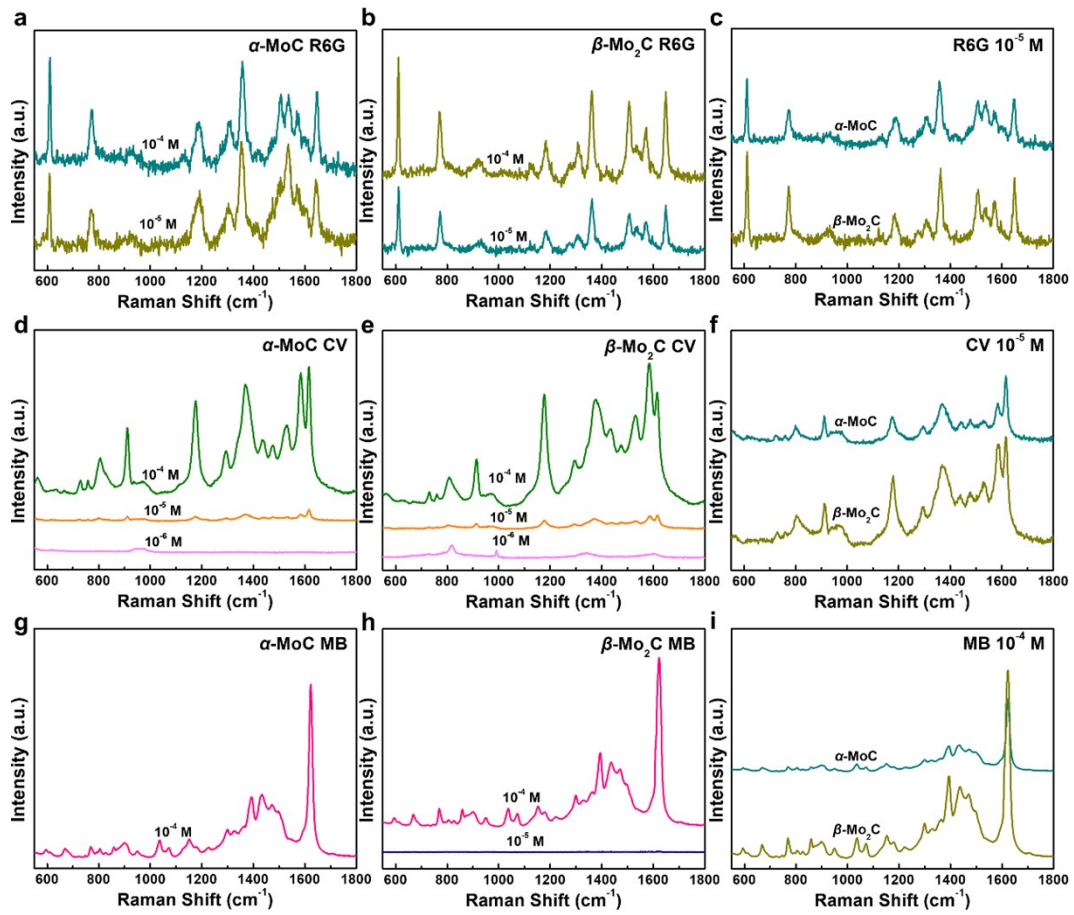 a
α-MoC R6G
10⁻⁴ M
10⁻⁵ M
Intensity (a.u.)
600 800 1000 1200 1400 1600 1800
Raman Shift (cm⁻¹)
b
β-Mo₂C R6G
10⁻⁴ M
10⁻⁵ M
Intensity (a.u.)
600 800 1000 1200 1400 1600 1800
Raman Shift (cm⁻¹)
c
R6G 10⁻⁵ M
α-MoC
β-Mo₂C
Intensity (a.u.)
600 800 1000 1200 1400 1600 1800
Raman Shift (cm⁻¹)
d
α-MoC CV
10⁻⁴ M
10⁻⁵ M
10⁻⁶ M
Intensity (a.u.)
600 800 1000 1200 1400 1600 1800
Raman Shift (cm⁻¹)
e
β-Mo₂C CV
10⁻⁴ M
10⁻⁵ M
10⁻⁶ M
Intensity (a.u.)
600 800 1000 1200 1400 1600 1800
Raman Shift (cm⁻¹)
f
CV 10⁻⁵ M
α-MoC
β-Mo₂C
Intensity (a.u.)
600 800 1000 1200 1400 1600 1800
Raman Shift (cm⁻¹)
g
α-MoC MB
10⁻⁴ M
Intensity (a.u.)
600 800 1000 1200 1400 1600 1800
Raman Shift (cm⁻¹)
h
β-Mo₂C MB
10⁻⁴ M
10⁻⁵ M
Intensity (a.u.)
600 800 1000 1200 1400 1600 1800
Raman Shift (cm⁻¹)
i
MB 10⁻⁴ M
α-MoC
β-Mo₂C
Intensity (a.u.)
600 800 1000 1200 1400 1600 1800
Raman Shift (cm⁻¹)